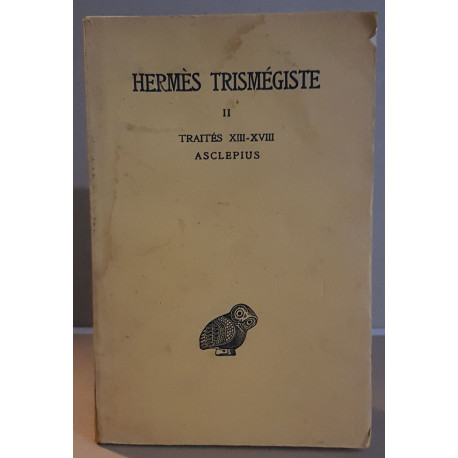 HERMÈS TRISMÉGISTE
II
TRAITÉS XIII-XVIII
ASCLEPIUS